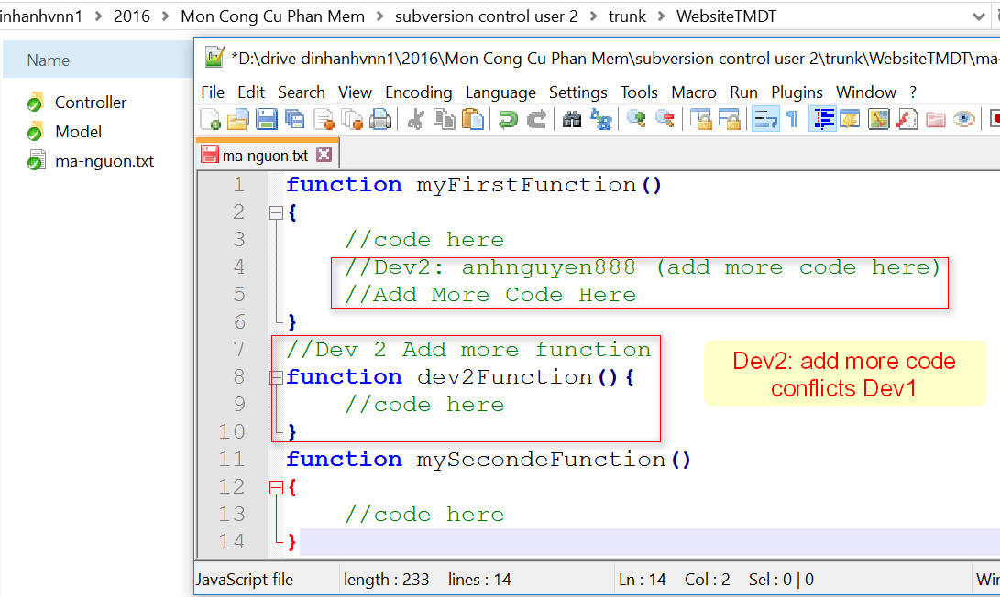 inhanhvnn1 > 2016 > Mon Cong Cu Phan Mem > subversion control user 2 > trunk > WebsiteTMDT
Name
Controller
Model
ma-nguon.txt
*D:\drive dinhanhvnn1\2016\Mon Cong Cu Phan Mem\subversion control user 2\trunk\WebsiteTMDT\ma-
File Edit Search View Encoding Language Settings Tools Macro Run Plugins Window ?
ma-nguon.txt
1 function myFirstFunction()
2 {
3 //code here
4 //Dev2: anhnguyen888 (add more code here)
5 //Add More Code Here
6 }
7 //Dev 2 Add more function
8 function dev2Function(){
9 //code here
10 }
11 function mySecondeFunction()
12 {
13 //code here
14 }
Dev2: add more code
conflicts Dev1
JavaScript file length : 233 lines : 14 Ln : 14 Col : 2 Sel : 0 | 0 Win